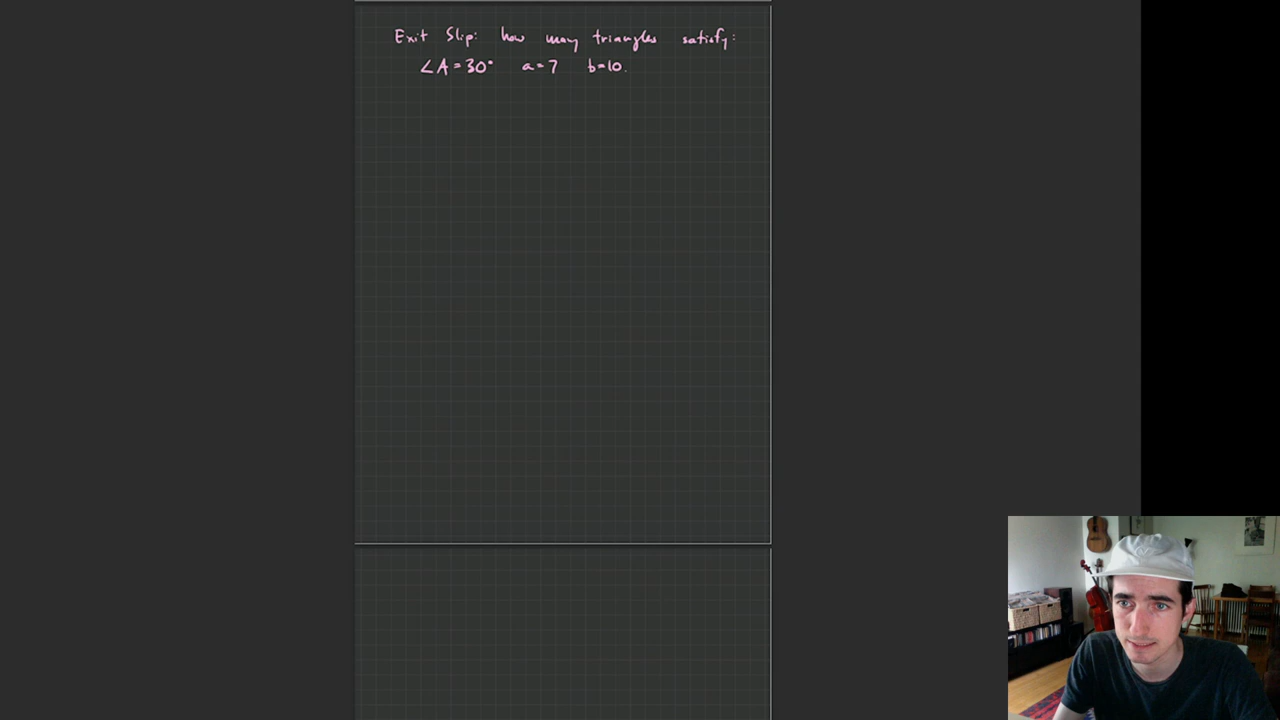 Exit Slip: how many triangles satisfy:
∠A=30° a=7 b=10.